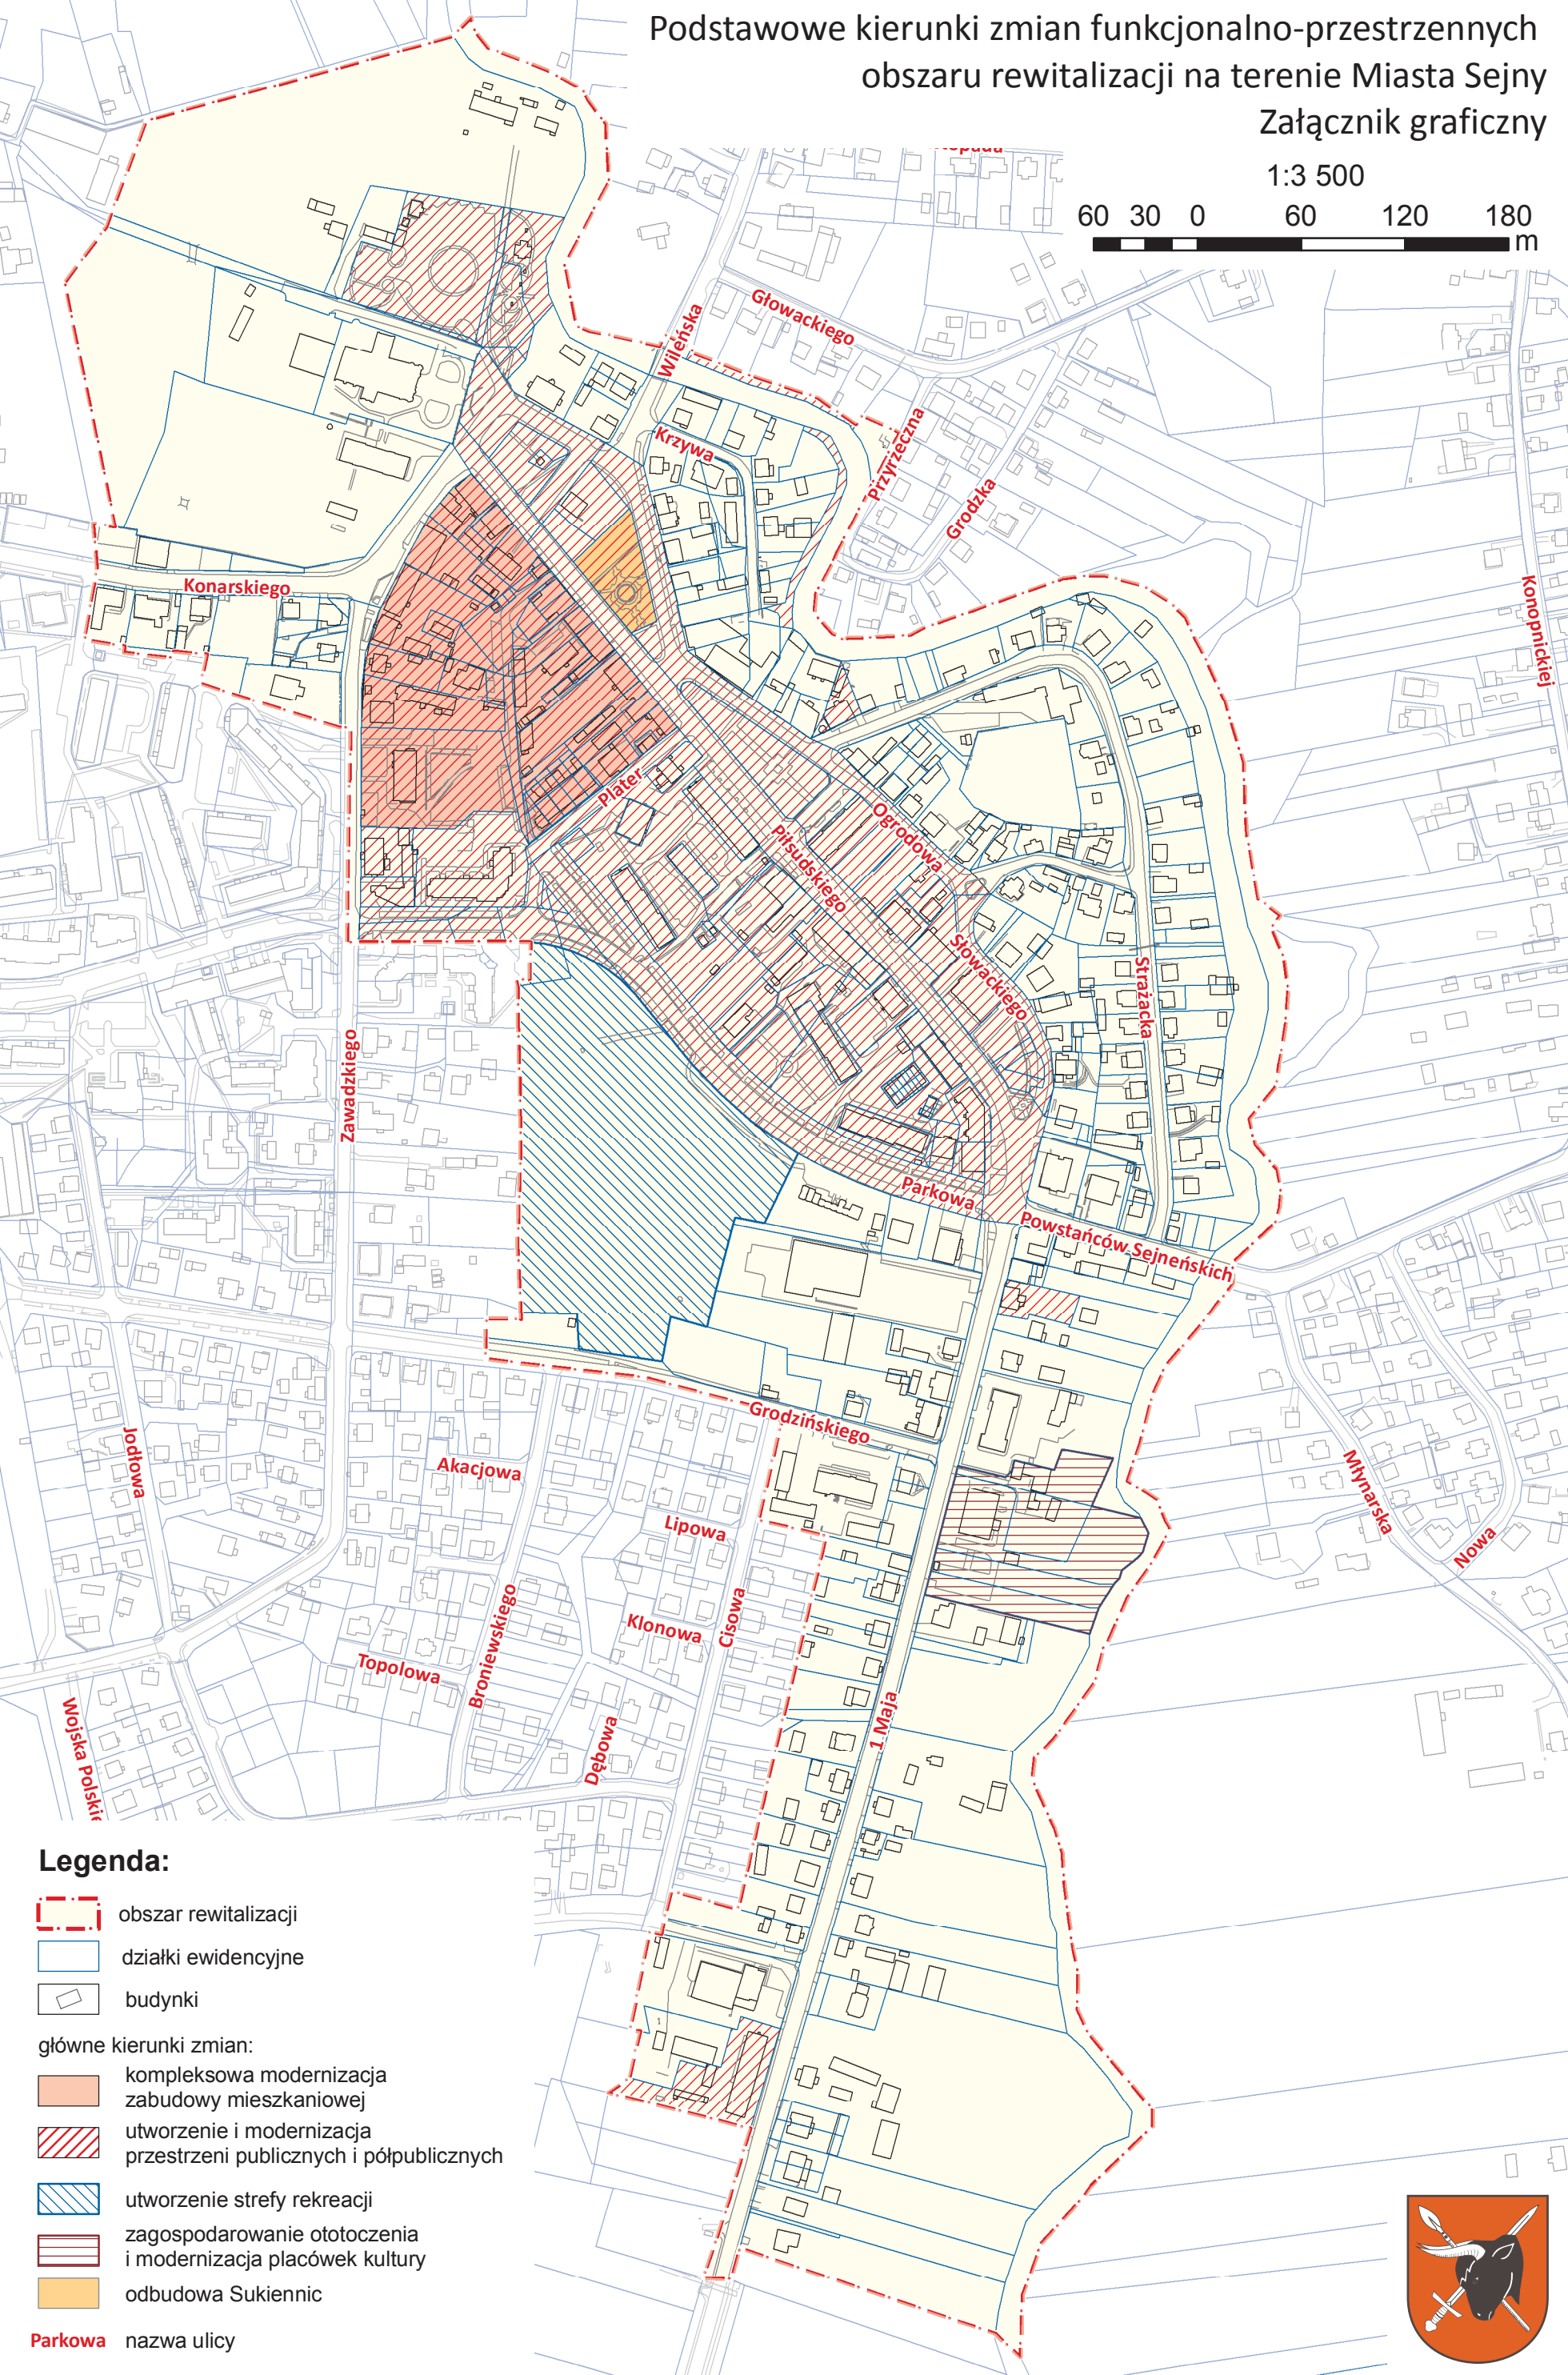 Podstawowe kierunki zmian funkcjonalno-przestrzennych
obszaru rewitalizacji na terenie Miasta Sejny
Załącznik graficzny
1:3 500
60 30 0 60 120 180
m
Głowackiego
Wileńska
Krzywa
Przyrzeczna
Grodzka
Konarskiego
Konopnickiej
Plater
Piłsudskiego
Ogrodowa
Słowackiego
Strażacka
Zawadzkiego
Parkowa
Powstańców Sejneńskich
Grodzińskiego
Jodłowa
Akacjowa
Lipowa
Młynarska
Nowa
Klonowa
Cisowa
Broniewskiego
Topolowa
Dębowa
1 Maja
Wojska Polskie
Legenda:
obszar rewitalizacji
działki ewidencyjne
budynki
główne kierunki zmian:
kompleksowa modernizacja
zabudowy mieszkaniowej
utworzenie i modernizacja
przestrzeni publicznych i półpublicznych
utworzenie strefy rekreacji
zagospodarowanie ototoczenia
i modernizacja placówek kultury
odbudowa Sukiennic
Parkowa nazwa ulicy